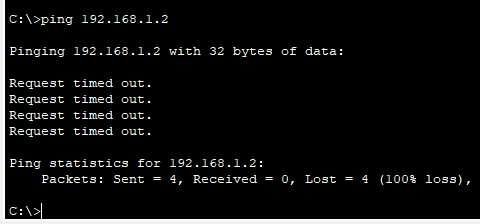 C:\>ping 192.168.1.2
Pinging 192.168.1.2 with 32 bytes of data:
Request timed out.
Request timed out.
Request timed out.
Request timed out.
Ping statistics for 192.168.1.2:
    Packets: Sent = 4, Received = 0, Lost = 4 (100% loss),
C:\>